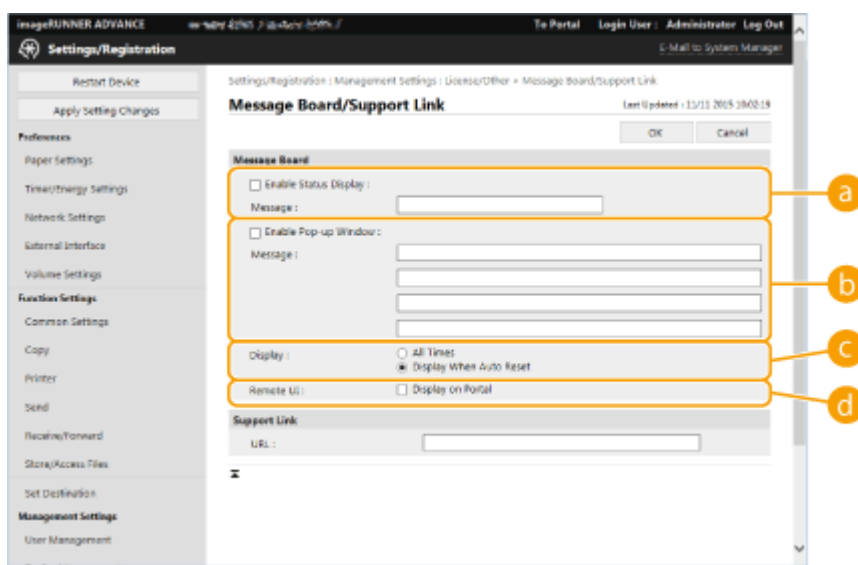 imageRUNNER ADVANCE
To Portal Login User : Administrator Log Out
Settings/Registration
E-Mail to System Manager
Restart Device
Apply Setting Changes
Preferences
Paper Settings
Timer/Energy Settings
Network Settings
External Interface
Volume Settings
Function Settings
Common Settings
Copy
Printer
Send
Receive/Forward
Store/Access Files
Set Destination
Management Settings
User Management
Settings/Registration : Management Settings : License/Other > Message Board/Support Link
Message Board/Support Link
Last Updated : 11/11 2015 10:02:19
OK Cancel
Message Board
Enable Status Display :
Message :
a
Enable Pop-up Window :
Message :
b
Display :
All Times
Display When Auto Reset
c
Remote UI :
Display on Portal
d
Support Link
URL :